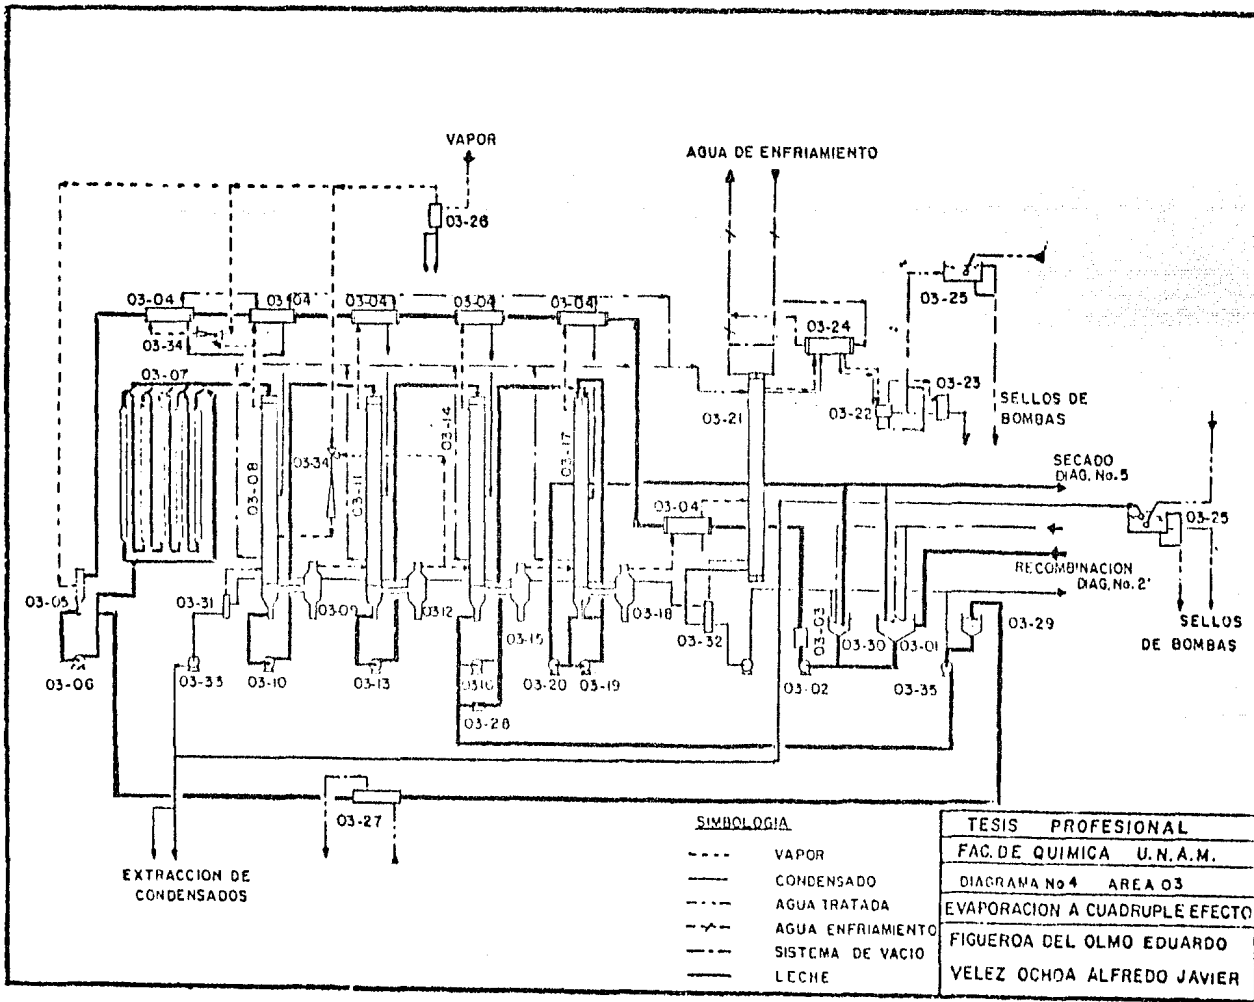 VAPOR
AGUA DE ENFRIAMIENTO
03-26
03-25
03-04
03-04
03-04
03-04
03-04
03-24
03-34
03-07
03-23
03-22
03-21
SELLOS DE
BOMBAS
03-14
03-17
03-34
03-08
03-11
SECADO
DIAG. No. 5
03-04
03-25
RECOMBINACION
DIAG. No. 2'
03-05
03-31
03-09
0312
03-15
03-18
03-32
03-03
03-30
03-01
03-29
SELLOS
DE BOMBAS
03-06
03-33
03-10
03-13
0316
03-20
03-19
03-02
03-35
03-28
03-27
EXTRACCION DE
CONDENSADOS
SIMBOLOGIA
VAPOR
CONDENSADO
AGUA TRATADA
AGUA ENFRIAMIENTO
SISTEMA DE VACIO
LECHE
TESIS PROFESIONAL
FAC. DE QUIMICA U.N.A.M.
DIAGRAMA No 4 AREA 03
EVAPORACION A CUADRUPLE EFECTO
FIGUEROA DEL OLMO EDUARDO
VELEZ OCHOA ALFREDO JAVIER